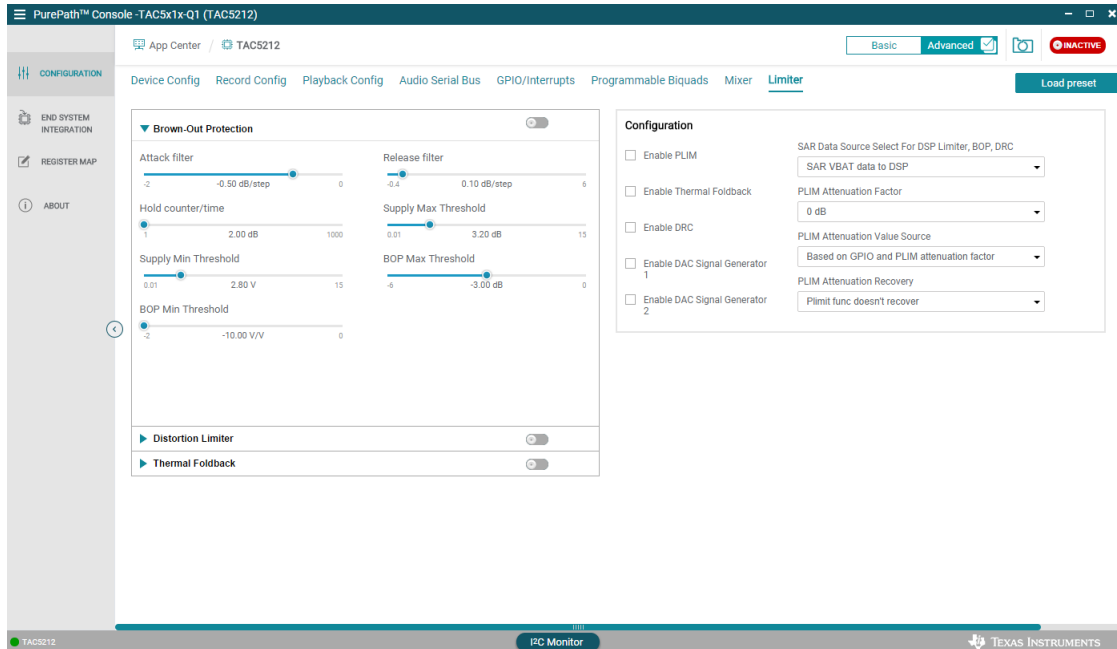 PurePath™ Console -TAC5x1x-Q1 (TAC5212)
App Center / TAC5212
Basic
Advanced
INACTIVE
CONFIGURATION
END SYSTEM
INTEGRATION
REGISTER MAP
ABOUT
Device Config Record Config Playback Config Audio Serial Bus GPIO/Interrupts Programmable Biquads Mixer Limiter
Load preset
Brown-Out Protection
Attack filter
-2 -0.50 dB/step 0
Release filter
-0.4 0.10 dB/step 6
Hold counter/time
1 2.00 dB 1000
Supply Max Threshold
0.01 3.20 dB 15
Supply Min Threshold
0.01 2.80 V 15
BOP Max Threshold
-6 -3.00 dB 0
BOP Min Threshold
-2 -10.00 V/V 0
Distortion Limiter
Thermal Foldback
Configuration
Enable PLIM
Enable Thermal Foldback
Enable DRC
Enable DAC Signal Generator
1
Enable DAC Signal Generator
2
SAR Data Source Select For DSP Limiter, BOP, DRC
SAR VBAT data to DSP
PLIM Attenuation Factor
0 dB
PLIM Attenuation Value Source
Based on GPIO and PLIM attenuation factor
PLIM Attenuation Recovery
Plimit func doesn't recover
TAC5212
I²C Monitor
TEXAS INSTRUMENTS